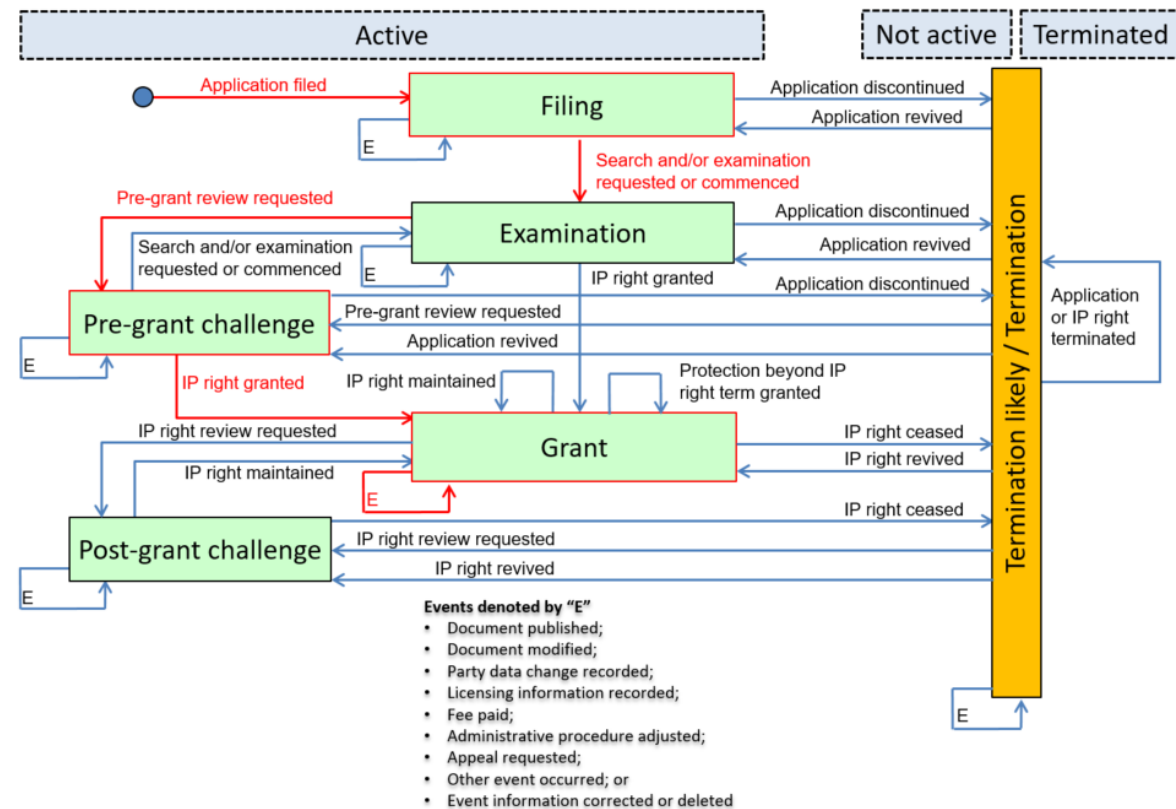 Active
Not active
Terminated
Application filed
Filing
Application discontinued
Application revived
E
Search and/or examination
requested or commenced
Pre-grant review requested
Examination
Application discontinued
Application revived
Search and/or examination
requested or commenced
E
IP right granted
Application discontinued
Pre-grant challenge
Pre-grant review requested
Application revived
Application
or IP right
terminated
E
IP right granted
IP right maintained
Protection beyond IP
right term granted
IP right review requested
Grant
IP right ceased
IP right revived
IP right maintained
E
IP right ceased
Post-grant challenge
IP right review requested
IP right revived
E
Termination likely / Termination
E
Events denoted by “E”
• Document published;
• Document modified;
• Party data change recorded;
• Licensing information recorded;
• Fee paid;
• Administrative procedure adjusted;
• Appeal requested;
• Other event occurred; or
• Event information corrected or deleted